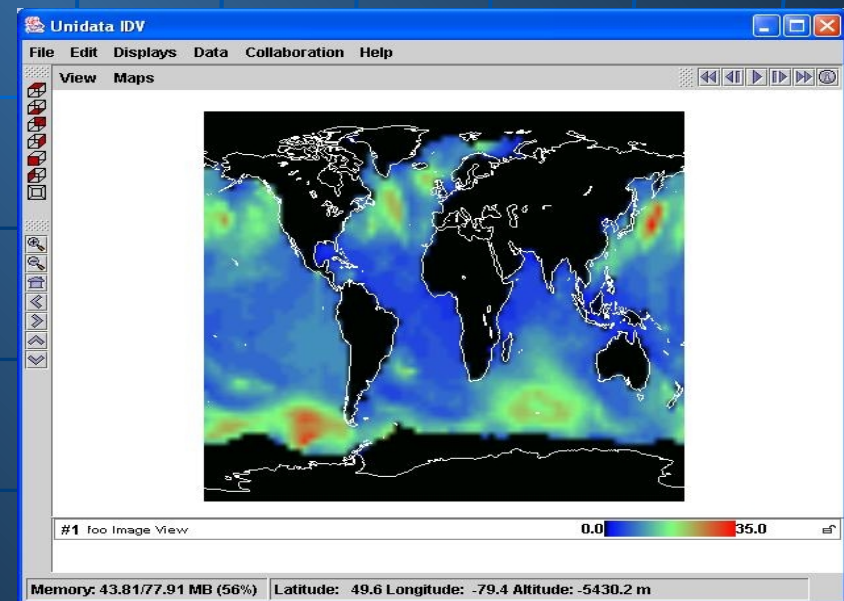 Unidata IDV
File Edit Displays Data Collaboration Help
View Maps
#1 foo Image View 0.0 35.0
Memory: 43.81/77.91 MB (56%) Latitude: 49.6 Longitude: -79.4 Altitude: -5430.2 m